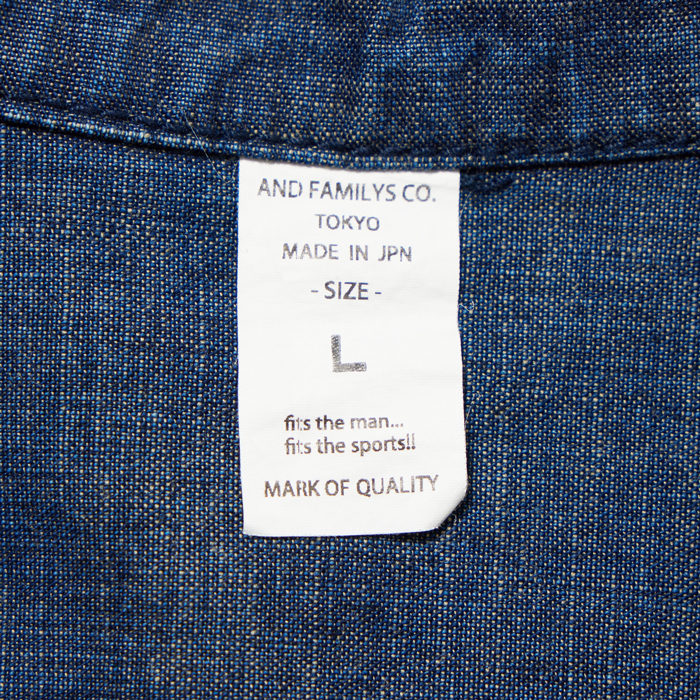 AND FAMILYS CO.
TOKYO
MADE IN JPN
- SIZE -
L
fits the man...
fits the sports!!
MARK OF QUALITY